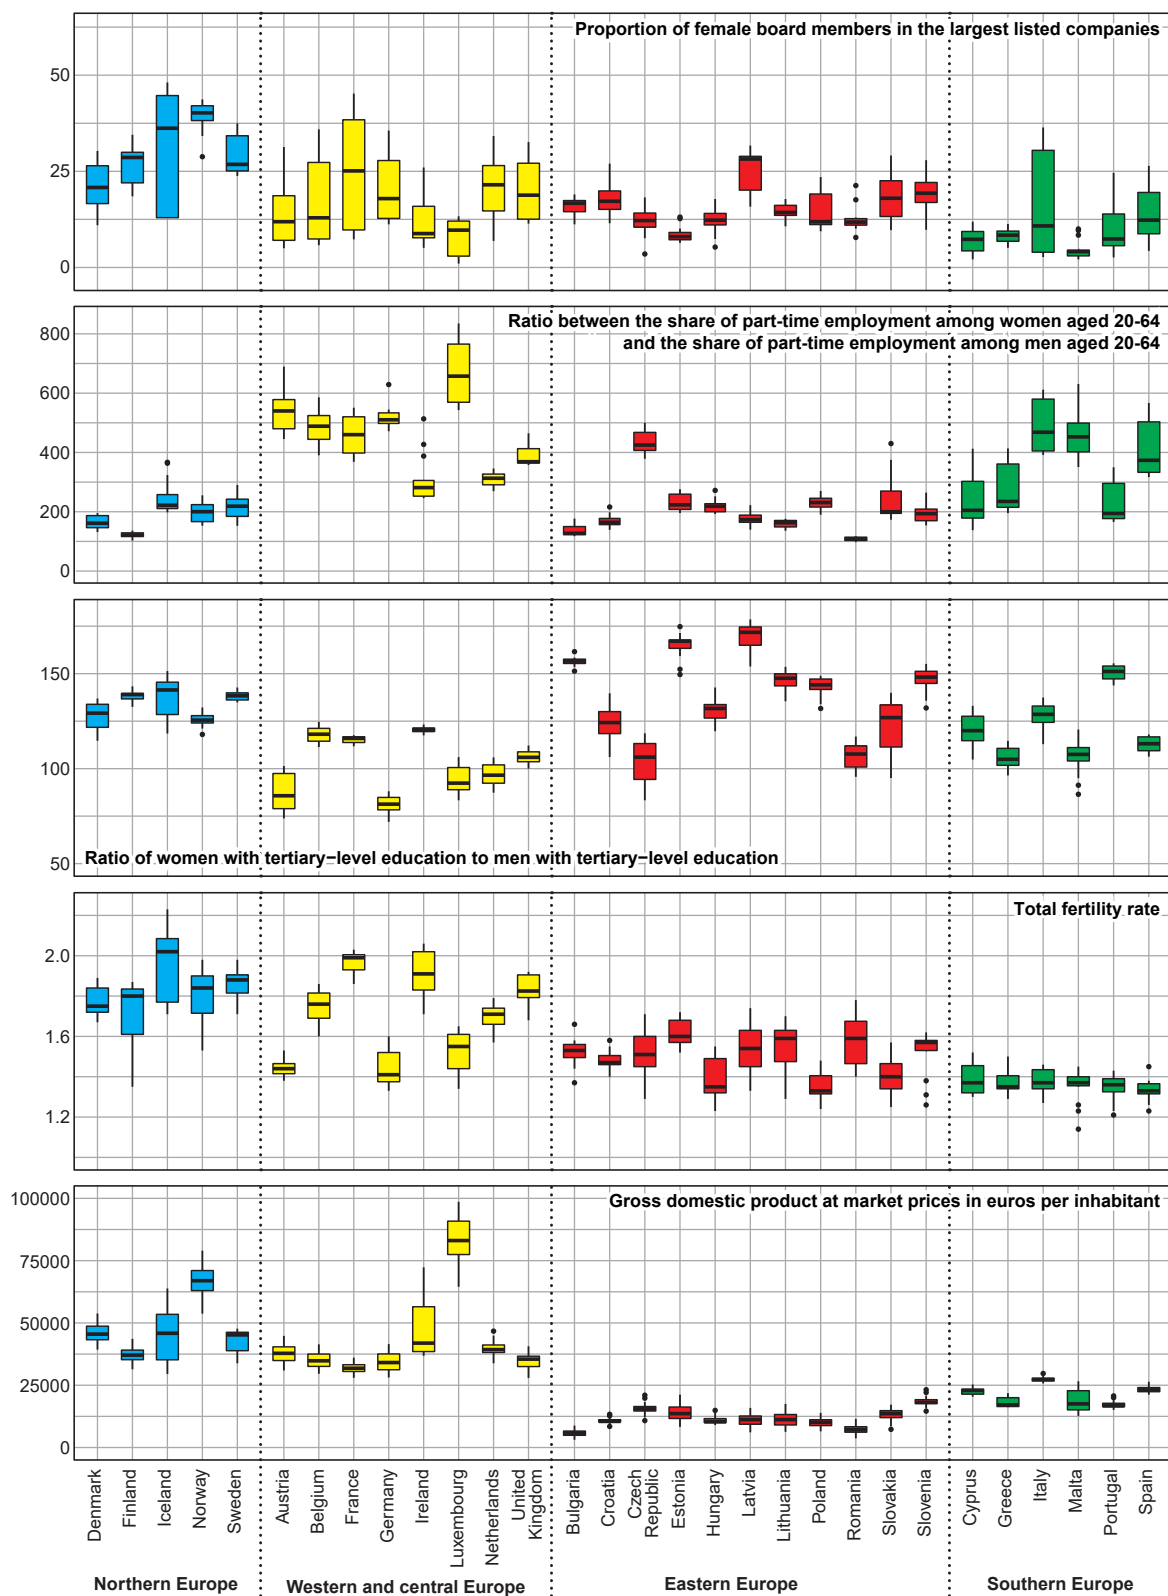 Proportion of female board members in the largest listed companies
50
25
0
Ratio between the share of part-time employment among women aged 20-64
and the share of part-time employment among men aged 20-64
800
600
400
200
0
150
100
50
Ratio of women with tertiary−level education to men with tertiary−level education
Total fertility rate
2.0
1.6
1.2
Gross domestic product at market prices in euros per inhabitant
100000
75000
50000
25000
0
Denmark
Finland
Iceland
Norway
Sweden
Austria
Belgium
France
Germany
Ireland
Luxembourg
Netherlands
United
Kingdom
Bulgaria
Croatia
Czech
Republic
Estonia
Hungary
Latvia
Lithuania
Poland
Romania
Slovakia
Slovenia
Cyprus
Greece
Italy
Malta
Portugal
Spain
Northern Europe
Western and central Europe
Eastern Europe
Southern Europe